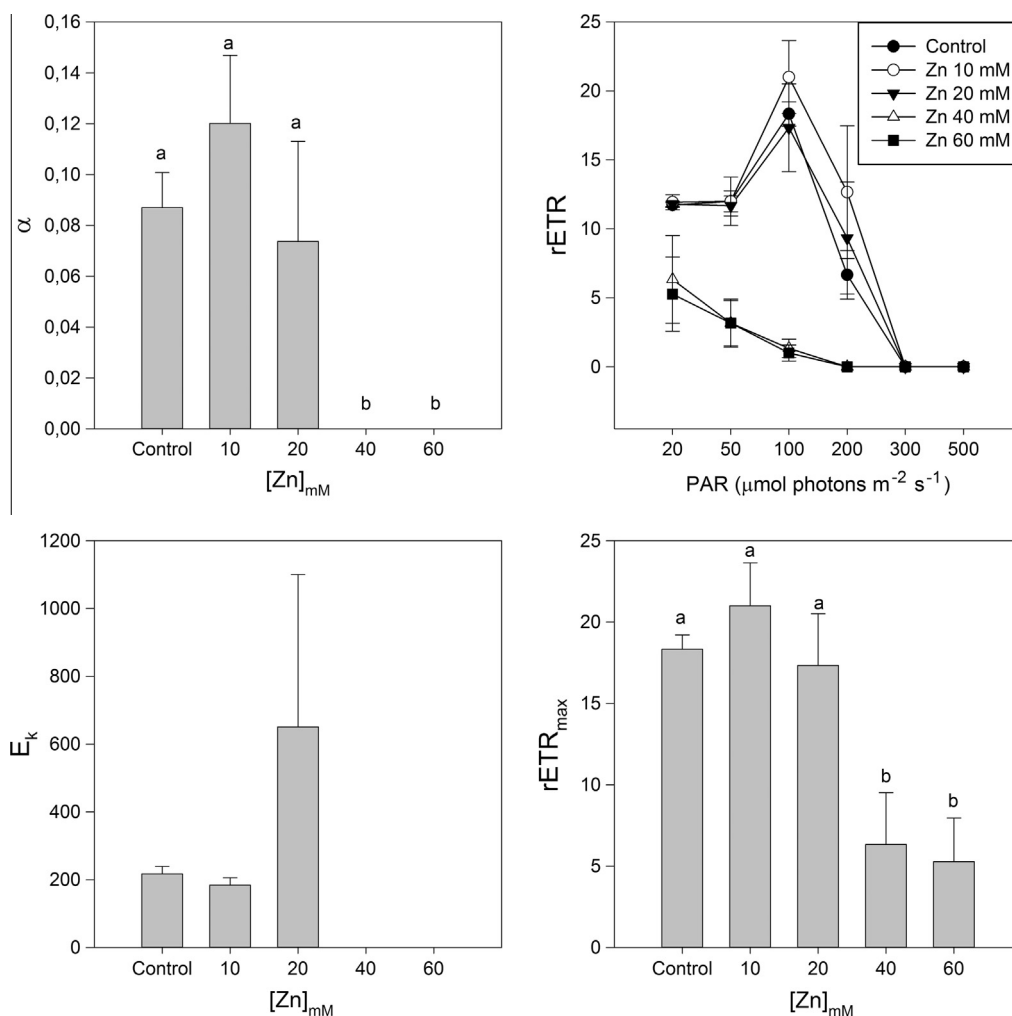 0,16
0,14
0,12
0,10
0,08
0,06
0,04
0,02
0,00
α
a
a
a
b
b
Control
10
20
40
60
[Zn]mM
25
20
15
10
5
0
rETR
Control
Zn 10 mM
Zn 20 mM
Zn 40 mM
Zn 60 mM
20
50
100
200
300
500
PAR (μmol photons m⁻² s⁻¹)
1200
1000
800
600
400
200
0
Ek
Control
10
20
40
60
[Zn]mM
25
20
15
10
5
0
rETRmax
a
a
a
b
b
Control
10
20
40
60
[Zn]mM